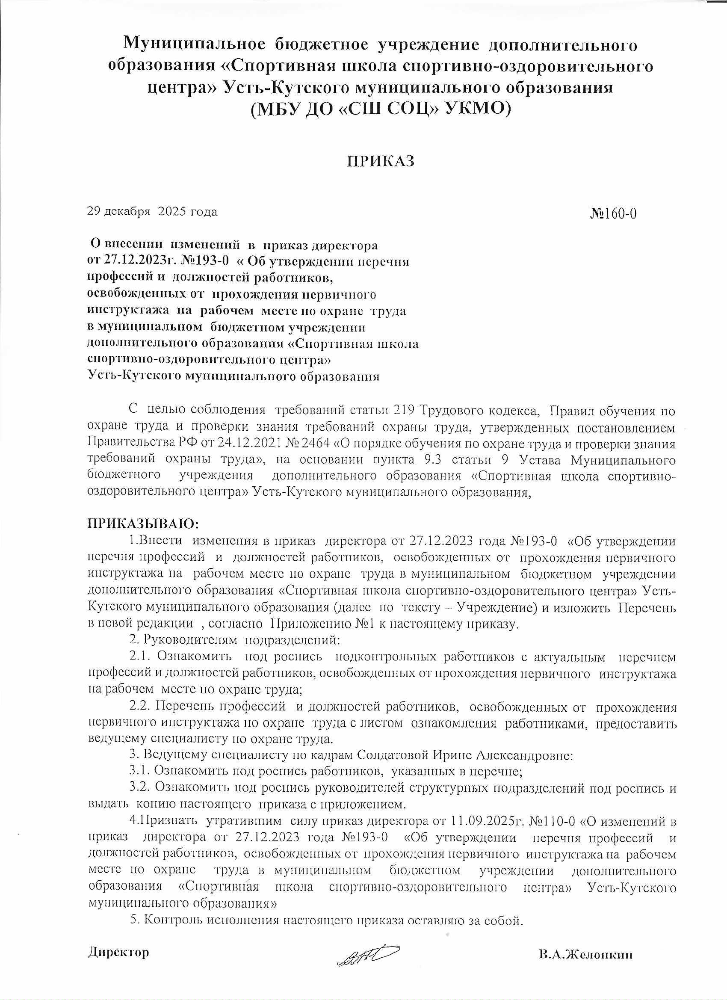 Муниципальное бюджетное учреждение дополнительного
образования «Спортивная школа спортивно-оздоровительного
центра» Усть-Кутского муниципального образования
(МБУ ДО «СШ СОЦ» УКМО)
ПРИКАЗ
29 декабря 2025 года №160-0
О внесении изменений в приказ директора
от 27.12.2023г. №193-0 « Об утверждении перечня
профессий и должностей работников,
освобожденных от прохождения первичного
инструктажа на рабочем месте по охране труда
в муниципальном бюджетном учреждении
дополнительного образования «Спортивная школа
спортивно-оздоровительного центра»
Усть-Кутского муниципального образования
С целью соблюдения требований статьи 219 Трудового кодекса, Правил обучения по
охране труда и проверки знания требований охраны труда, утвержденных постановлением
Правительства РФ от 24.12.2021 № 2464 «О порядке обучения по охране труда и проверки знания
требований охраны труда», на основании пункта 9.3 статьи 9 Устава Муниципального
бюджетного учреждения дополнительного образования «Спортивная школа спортивно-
оздоровительного центра» Усть-Кутского муниципального образования,
ПРИКАЗЫВАЮ:
1.Внести изменения в приказ директора от 27.12.2023 года №193-0 «Об утверждении
перечня профессий и должностей работников, освобожденных от прохождения первичного
инструктажа на рабочем месте по охране труда в муниципальном бюджетном учреждении
дополнительного образования «Спортивная школа спортивно-оздоровительного центра» Усть-
Кутского муниципального образования (далее по тексту – Учреждение) и изложить Перечень
в новой редакции , согласно Приложению №1 к настоящему приказу.
2. Руководителям подразделений:
2.1. Ознакомить под роспись подконтрольных работников с актуальным перечнем
профессий и должностей работников, освобожденных от прохождения первичного инструктажа
на рабочем месте по охране труда;
2.2. Перечень профессий и должностей работников, освобожденных от прохождения
первичного инструктажа по охране труда с листом ознакомления работниками, предоставить
ведущему специалисту по охране труда.
3. Ведущему специалисту по кадрам Солдатовой Ирине Александровне:
3.1. Ознакомить под роспись работников, указанных в перечне;
3.2. Ознакомить под роспись руководителей структурных подразделений под роспись и
выдать копию настоящего приказа с приложением.
4.Признать утратившим силу приказ директора от 11.09.2025г. №110-0 «О изменений в
приказ директора от 27.12.2023 года №193-0 «Об утверждении перечня профессий и
должностей работников, освобожденных от прохождения первичного инструктажа на рабочем
месте по охране труда в муниципальном бюджетном учреждении дополнительного
образования «Спортивная школа спортивно-оздоровительного центра» Усть-Кутского
муниципального образования»
5. Контроль исполнения настоящего приказа оставляю за собой.
Директор В.А.Желонкин